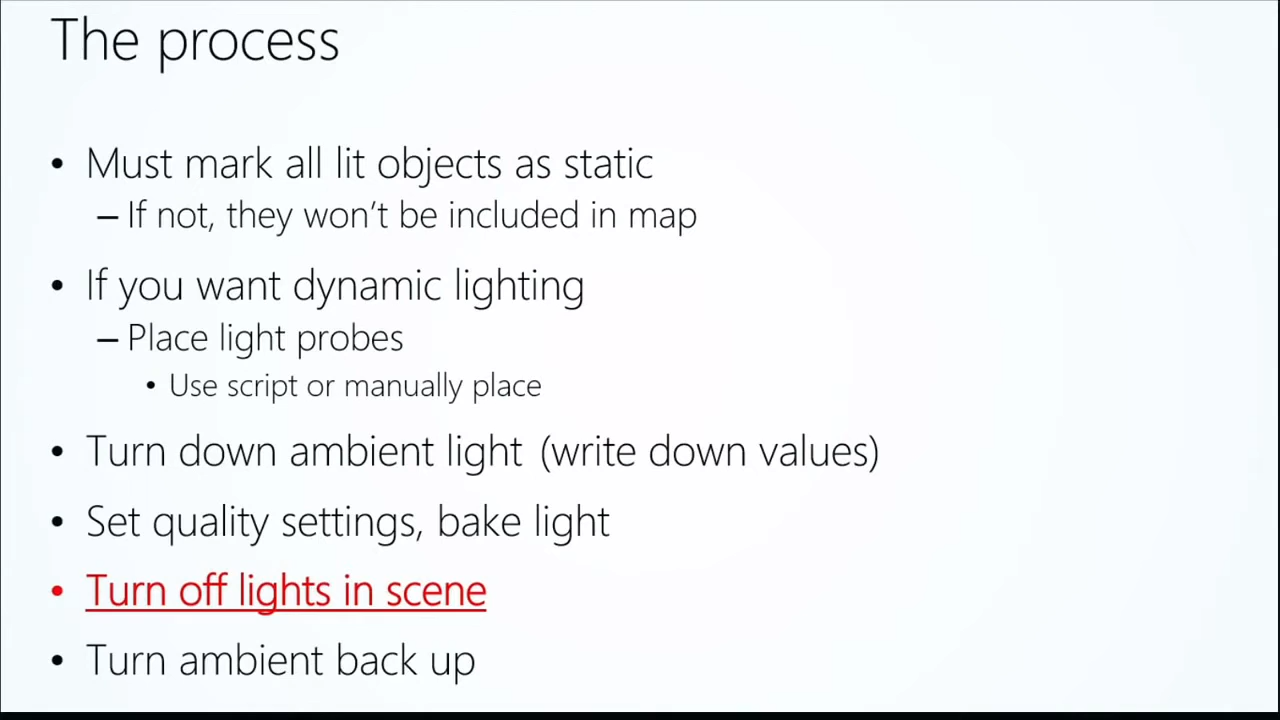 The process
• Must mark all lit objects as static
– If not, they won’t be included in map
• If you want dynamic lighting
– Place light probes
• Use script or manually place
• Turn down ambient light (write down values)
• Set quality settings, bake light
• Turn off lights in scene
• Turn ambient back up